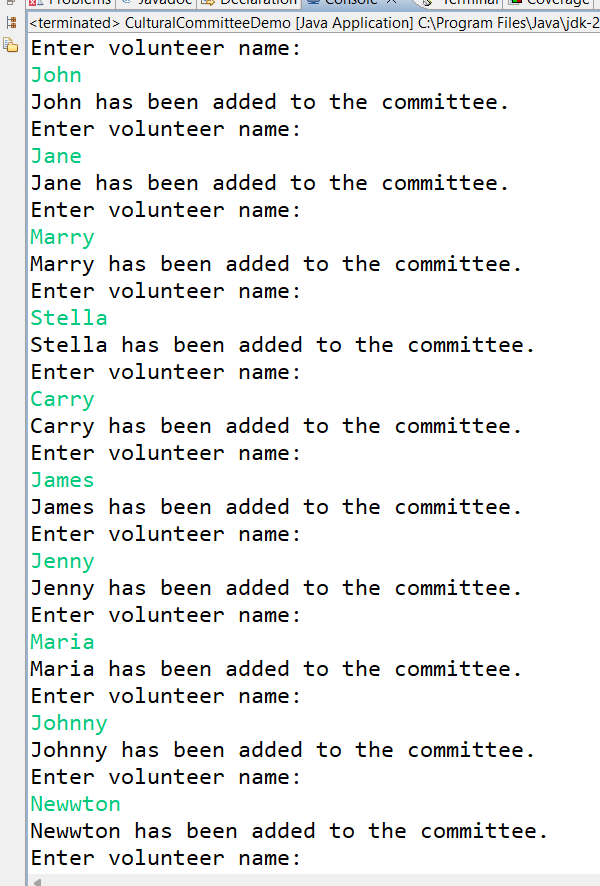 Problems Javadoc Declaration Console Terminal Coverage
<terminated> CulturalCommitteeDemo [Java Application] C:\Program Files\Java\jdk-2
Enter volunteer name:
John
John has been added to the committee.
Enter volunteer name:
Jane
Jane has been added to the committee.
Enter volunteer name:
Marry
Marry has been added to the committee.
Enter volunteer name:
Stella
Stella has been added to the committee.
Enter volunteer name:
Carry
Carry has been added to the committee.
Enter volunteer name:
James
James has been added to the committee.
Enter volunteer name:
Jenny
Jenny has been added to the committee.
Enter volunteer name:
Maria
Maria has been added to the committee.
Enter volunteer name:
Johnny
Johnny has been added to the committee.
Enter volunteer name:
Newwton
Newwton has been added to the committee.
Enter volunteer name: